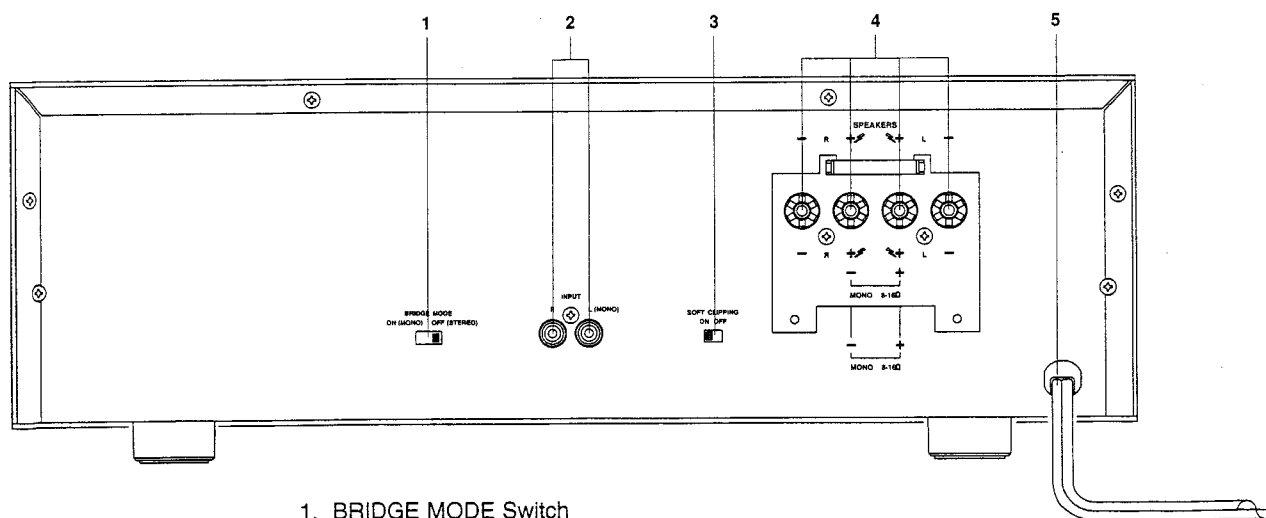 1 2 3 4 5
SPEAKERS
− R + + L −
− R + + L −
− +
MONO 8-16Ω
INPUT
R L (MONO)
BRIDGE MODE
ON (MONO) OFF (STEREO)
SOFT CLIPPING
ON OFF
− +
MONO 8-16Ω
1. BRIDGE MODE Switch